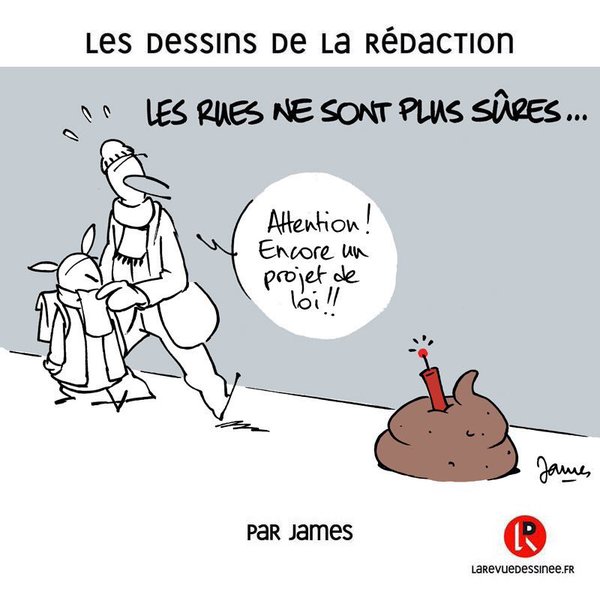 Les dessins de la rédaction
LES RUES NE SONT PLUS SÛRES...
Attention!
Encore un
projet de
loi!!
James
par James
R
LAREVUEDESSINEE.FR